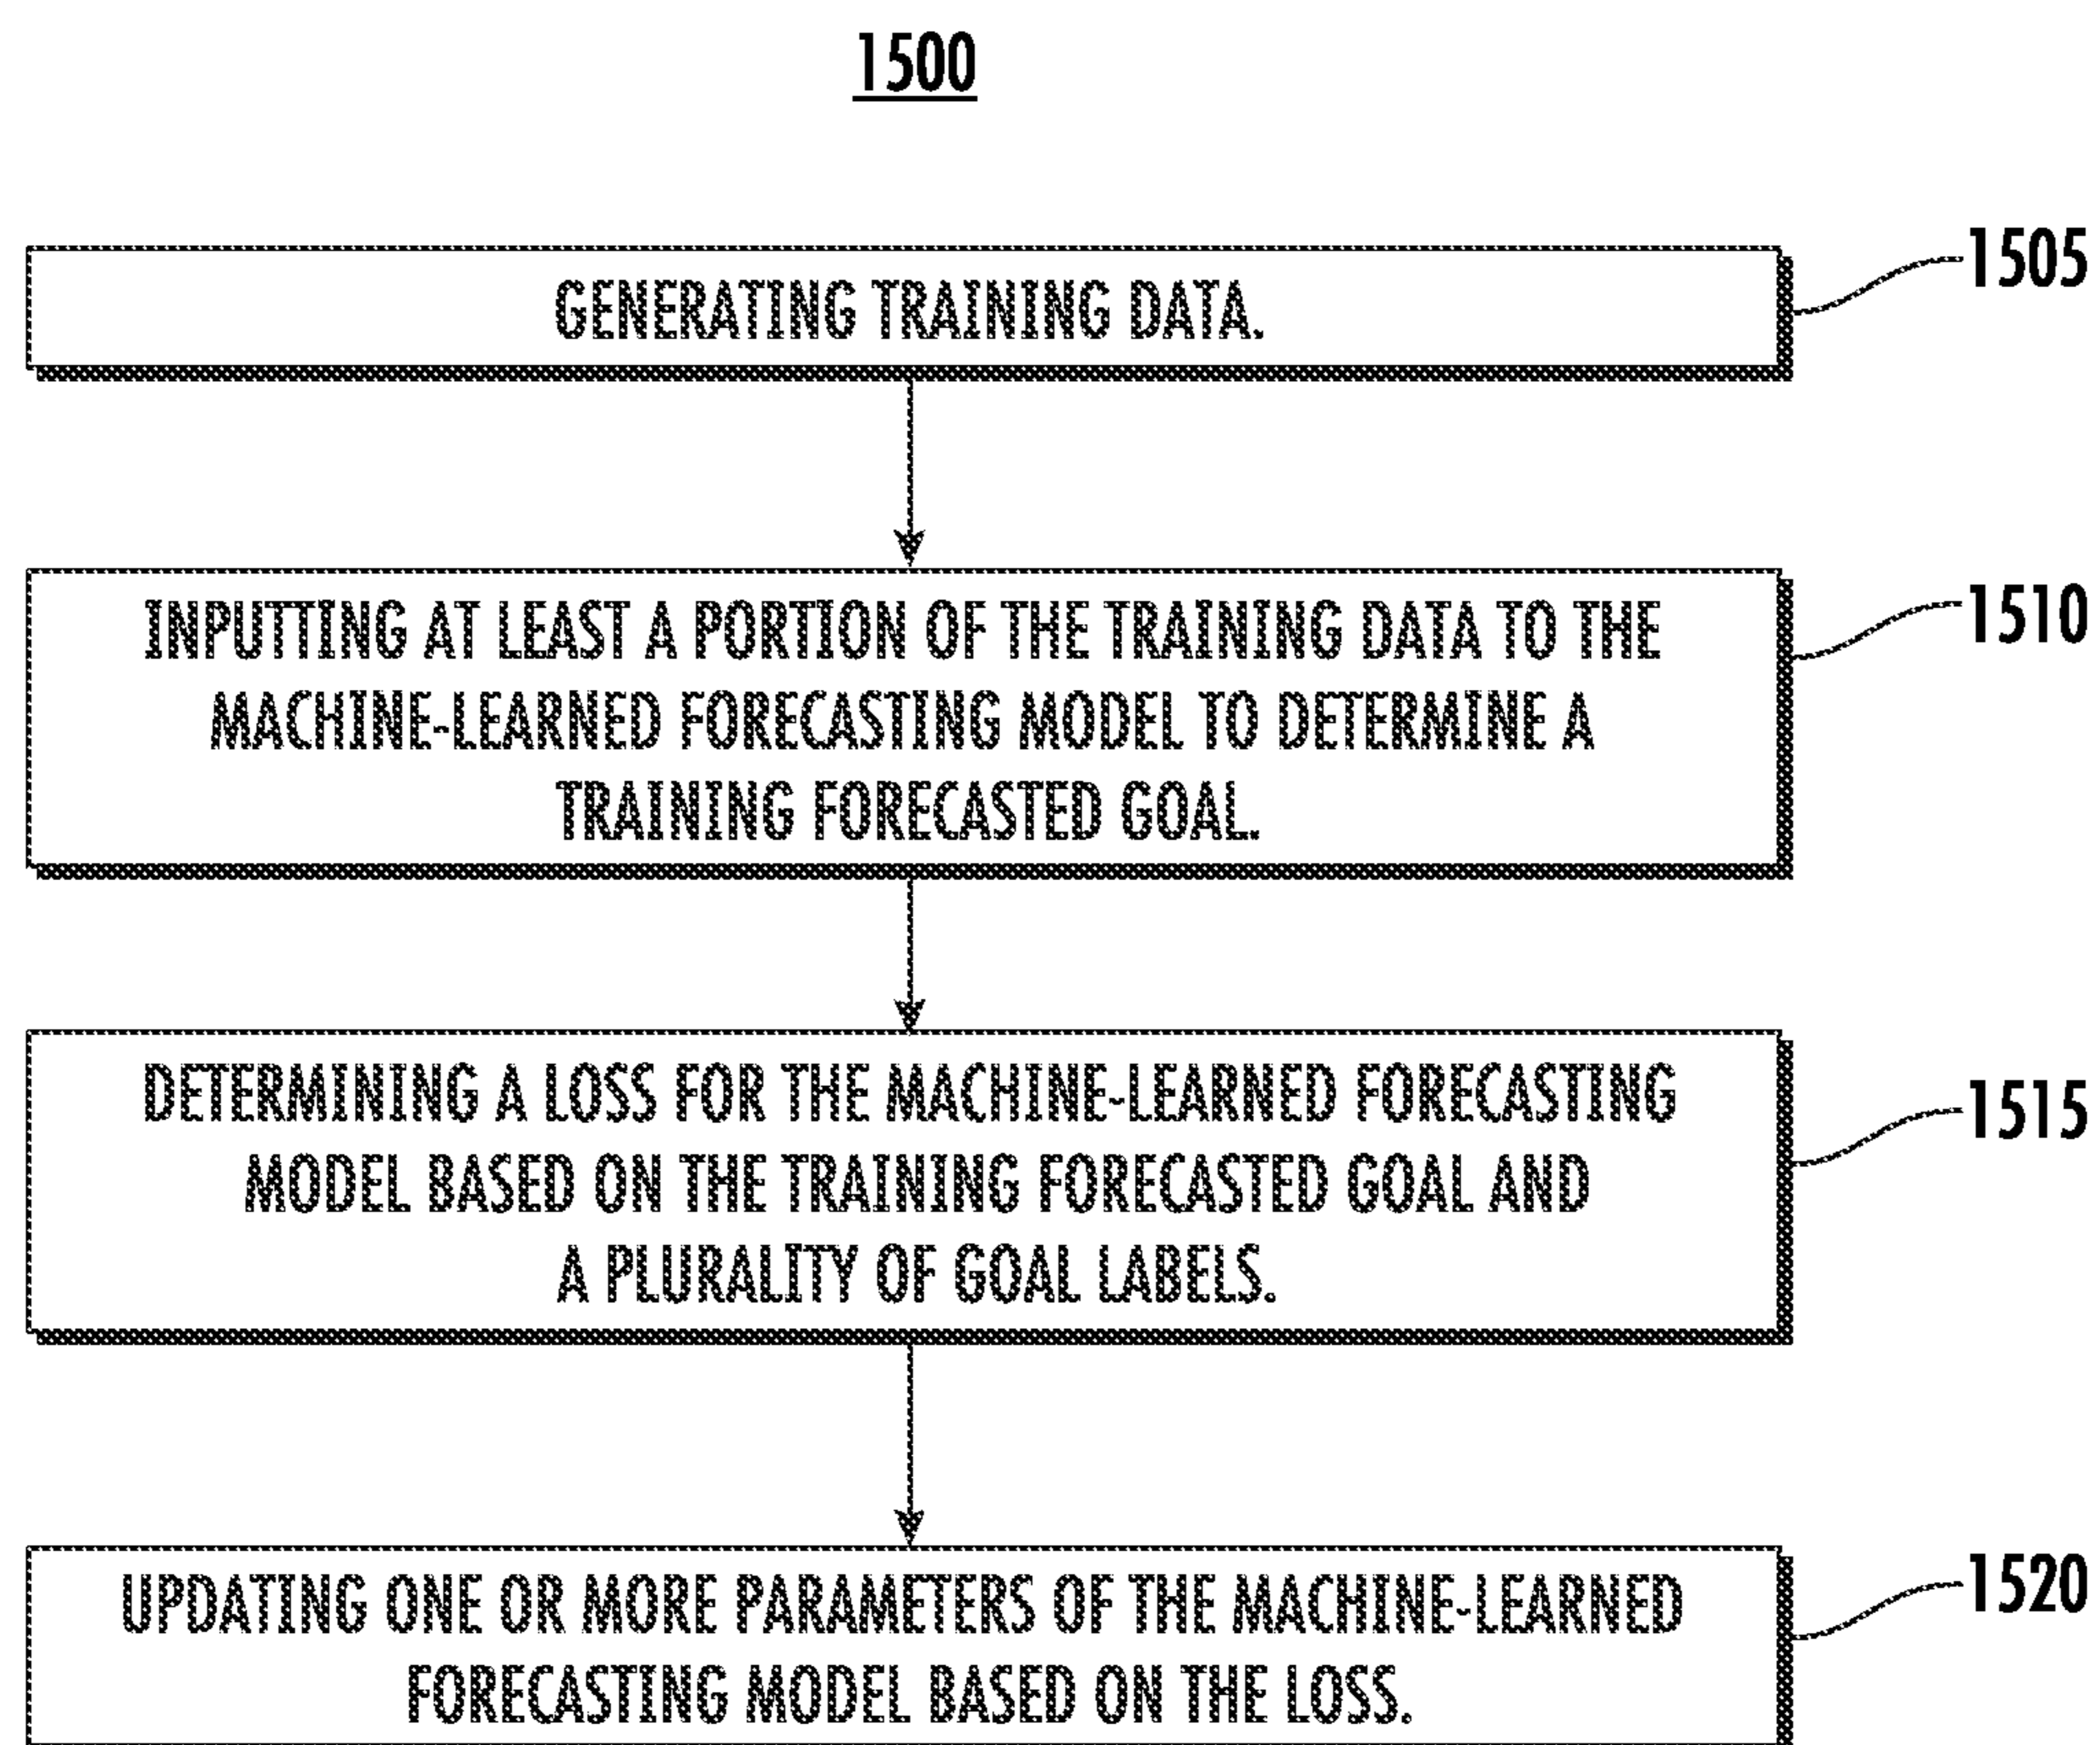 1500
GENERATING TRAINING DATA.
1505
INPUTTING AT LEAST A PORTION OF THE TRAINING DATA TO THE
MACHINE-LEARNED FORECASTING MODEL TO DETERMINE A
TRAINING FORECASTED GOAL.
1510
DETERMINING A LOSS FOR THE MACHINE-LEARNED FORECASTING
MODEL BASED ON THE TRAINING FORECASTED GOAL AND
A PLURALITY OF GOAL LABELS.
1515
UPDATING ONE OR MORE PARAMETERS OF THE MACHINE-LEARNED
FORECASTING MODEL BASED ON THE LOSS.
1520